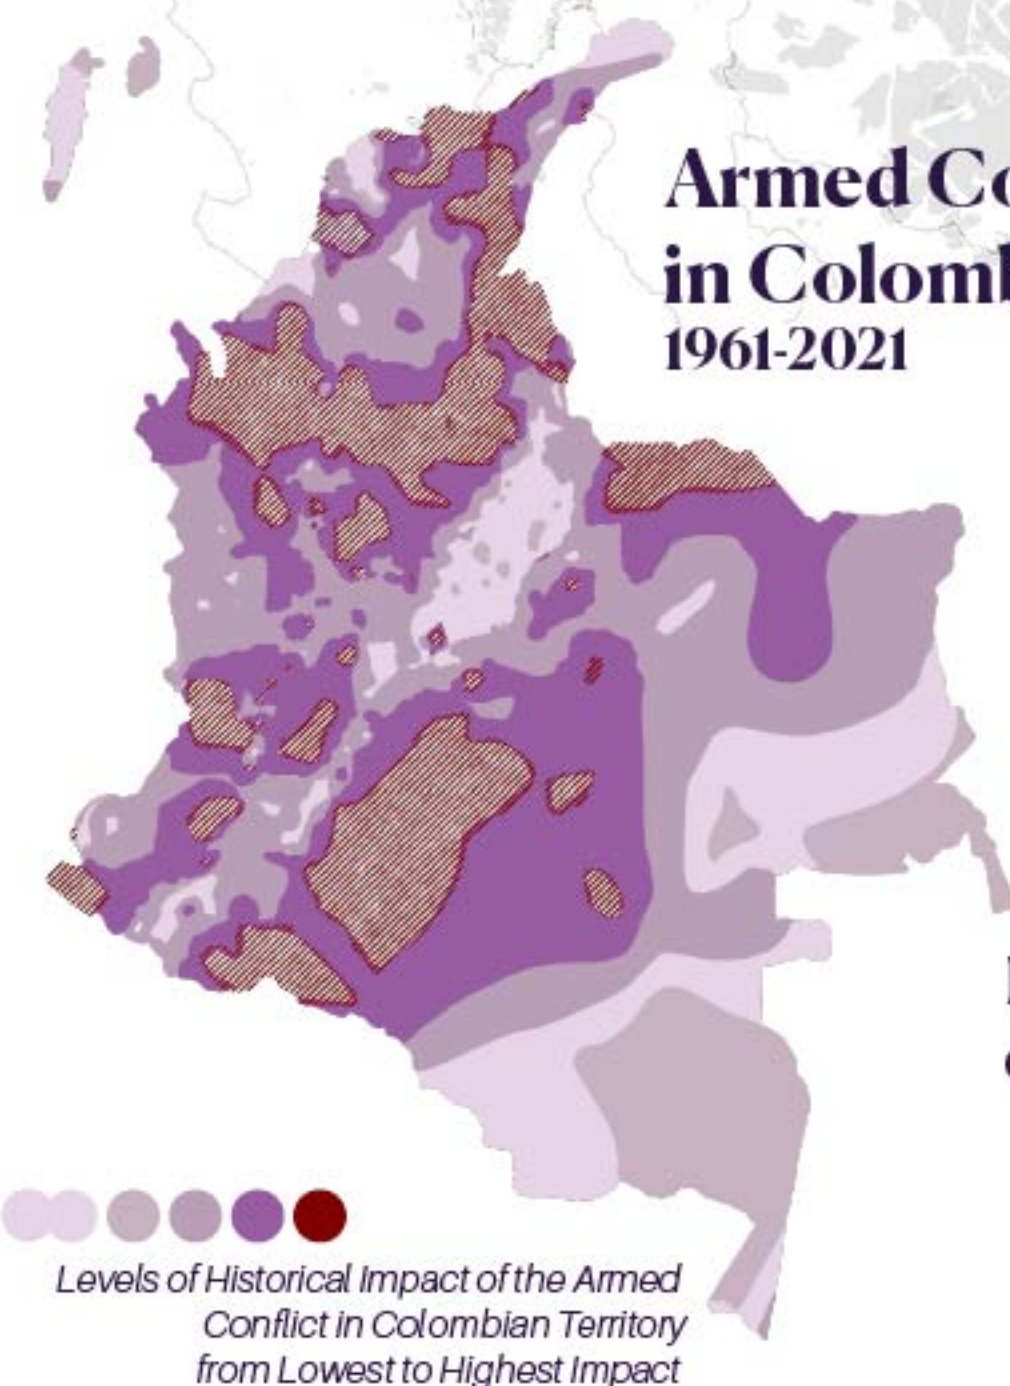 Armed Co
in Colom
1961-2021
Levels of Historical Impact of the Armed
Conflict in Colombian Territory
from Lowest to Highest Impact